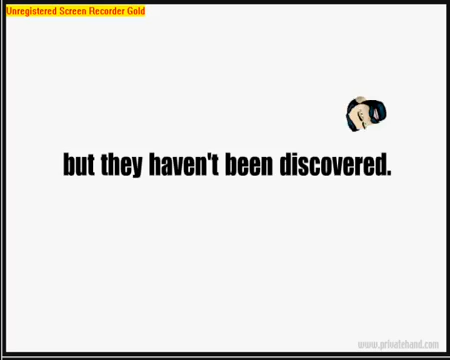 Unregistered Screen Recorder Gold
but they haven't been discovered.
www.privatehand.com